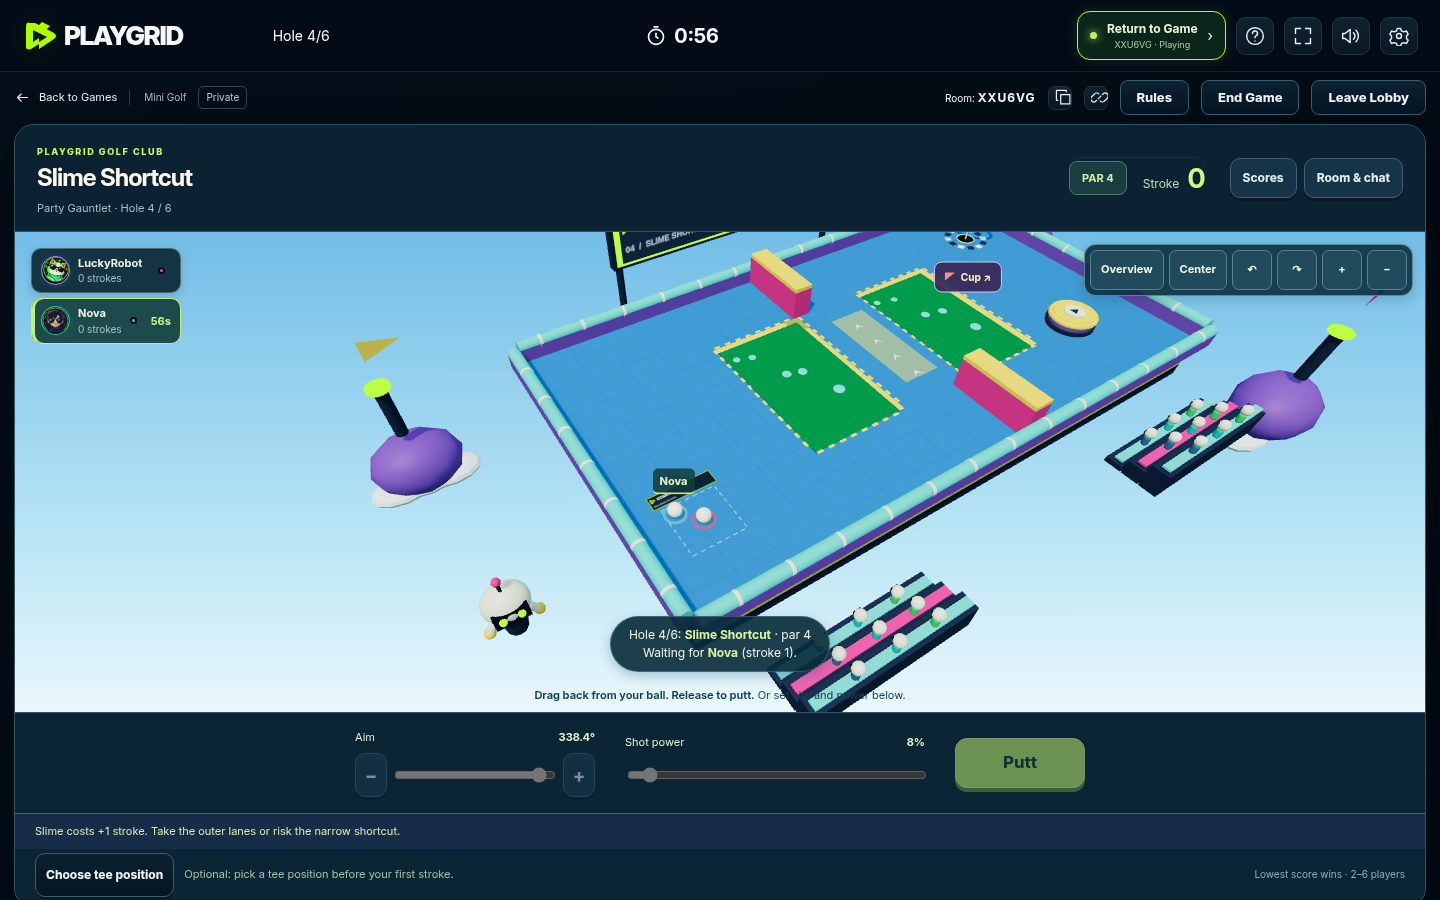 PLAYGRID
Hole 4/6
0:56
Return to Game
XXU6VG · Playing
Back to Games
Mini Golf
Private
Room: XXU6VG
Rules
End Game
Leave Lobby
PLAYGRID GOLF CLUB
Slime Shortcut
Party Gauntlet · Hole 4 / 6
PAR 4
Stroke 0
Scores
Room & chat
LuckyRobot
0 strokes
Nova
0 strokes
56s
04 / SLIME
Cup
Overview
Center
Nova
Hole 4/6: Slime Shortcut · par 4
Waiting for Nova (stroke 1).
Drag back from your ball. Release to putt. Or below.
Aim
338.4°
Shot power
8%
Putt
Slime costs +1 stroke. Take the outer lanes or risk the narrow shortcut.
Choose tee position
Optional: pick a tee position before your first stroke.
Lowest score wins · 2–6 players